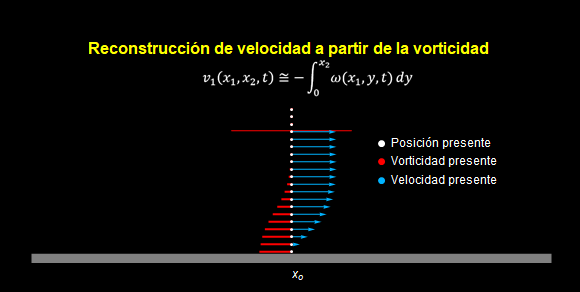 Reconstrucción de velocidad a partir de la vorticidad
v₁(x₁,x₂,t) ≅ −∫₀^{x₂} ω(x₁,y,t) dy
Posición presente
Vorticidad presente
Velocidad presente
x₀